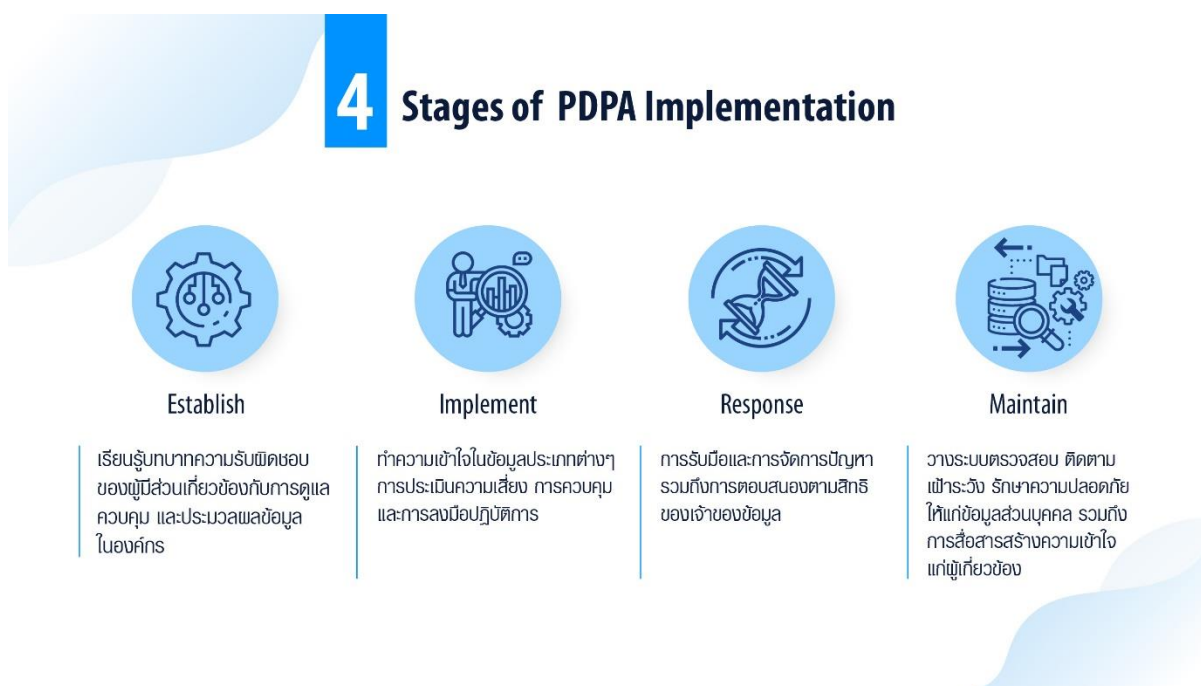 4 Stages of PDPA Implementation
Establish
เรียนรู้บทบาทความรับผิดชอบ
ของผู้มีส่วนเกี่ยวข้องกับการดูแล
ควบคุม และประมวลผลข้อมูล
ในองค์กร
Implement
ทำความเข้าใจในข้อมูลประเภทต่างๆ
การประเมินความเสี่ยง การควบคุม
และการลงมือปฏิบัติการ
Response
การรับมือและการจัดการปัญหา
รวมถึงการตอบสนองตามสิทธิ
ของเจ้าของข้อมูล
Maintain
วางระบบตรวจสอบ ติดตาม
เฝ้าระวัง รักษาความปลอดภัย
ให้แก่ข้อมูลส่วนบุคคล รวมถึง
การสื่อสารสร้างความเข้าใจ
แก่ผู้เกี่ยวข้อง